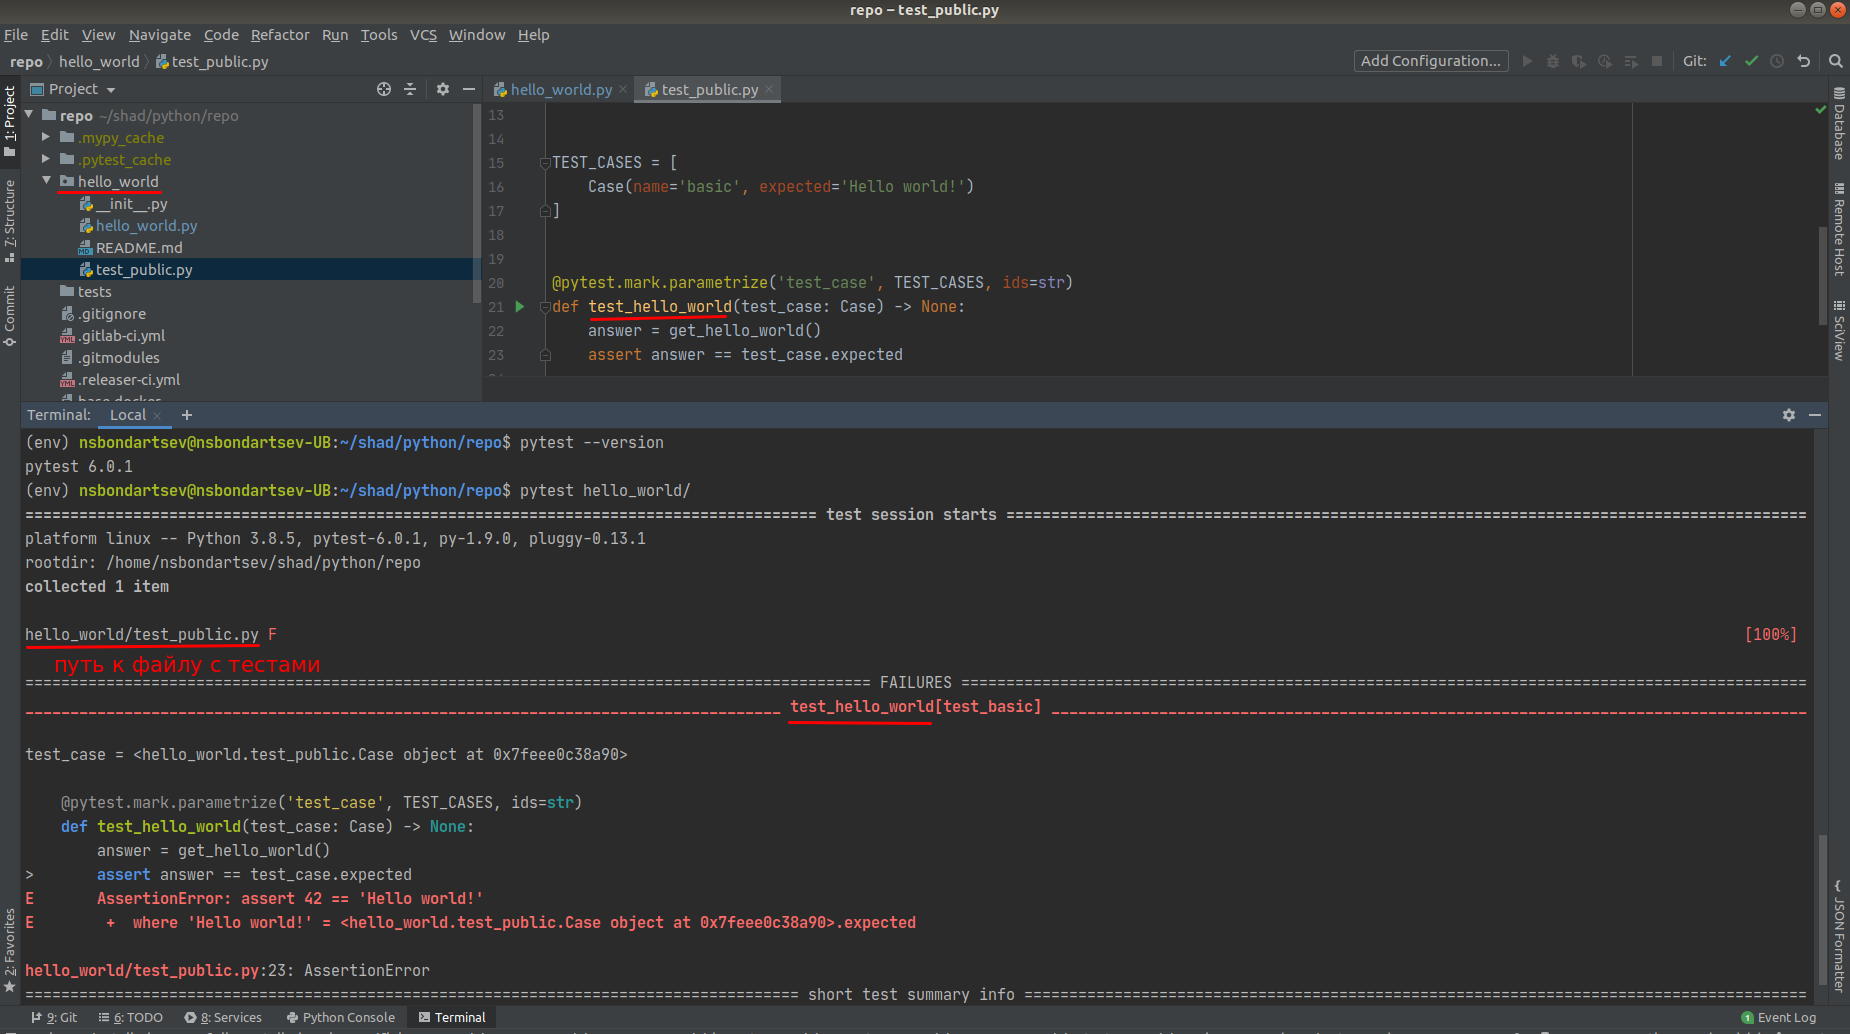 repo – test_public.py
File Edit View Navigate Code Refactor Run Tools VCS Window Help
repo hello_world test_public.py Add Configuration... Git:
Project
hello_world.py test_public.py
1: Project
7: Structure
Commit
2: Favorites
repo ~/shad/python/repo
.mypy_cache
.pytest_cache
hello_world
__init__.py
hello_world.py
README.md
test_public.py
tests
.gitignore
.gitlab-ci.yml
.gitmodules
.releaser-ci.yml
base.docker
13
14
15 TEST_CASES = [
16 Case(name='basic', expected='Hello world!')
17 ]
18
19
20 @pytest.mark.parametrize('test_case', TEST_CASES, ids=str)
21 def test_hello_world(test_case: Case) -> None:
22 answer = get_hello_world()
23 assert answer == test_case.expected
Database
Remote Host
SciView
{ JSON Formatter
Terminal: Local +
(env) nsbondartsev@nsbondartsev-UB:~/shad/python/repo$ pytest --version
pytest 6.0.1
(env) nsbondartsev@nsbondartsev-UB:~/shad/python/repo$ pytest hello_world/
test session starts
platform linux -- Python 3.8.5, pytest-6.0.1, py-1.9.0, pluggy-0.13.1
rootdir: /home/nsbondartsev/shad/python/repo
collected 1 item
hello_world/test_public.py F [100%]
путь к файлу с тестами
FAILURES
test_hello_world[test_basic]
test_case = <hello_world.test_public.Case object at 0x7feee0c38a90>
@pytest.mark.parametrize('test_case', TEST_CASES, ids=str)
def test_hello_world(test_case: Case) -> None:
answer = get_hello_world()
> assert answer == test_case.expected
E AssertionError: assert 42 == 'Hello world!'
E + where 'Hello world!' = <hello_world.test_public.Case object at 0x7feee0c38a90>.expected
hello_world/test_public.py:23: AssertionError
short test summary info
9: Git 6: TODO 8: Services Python Console Terminal 1 Event Log